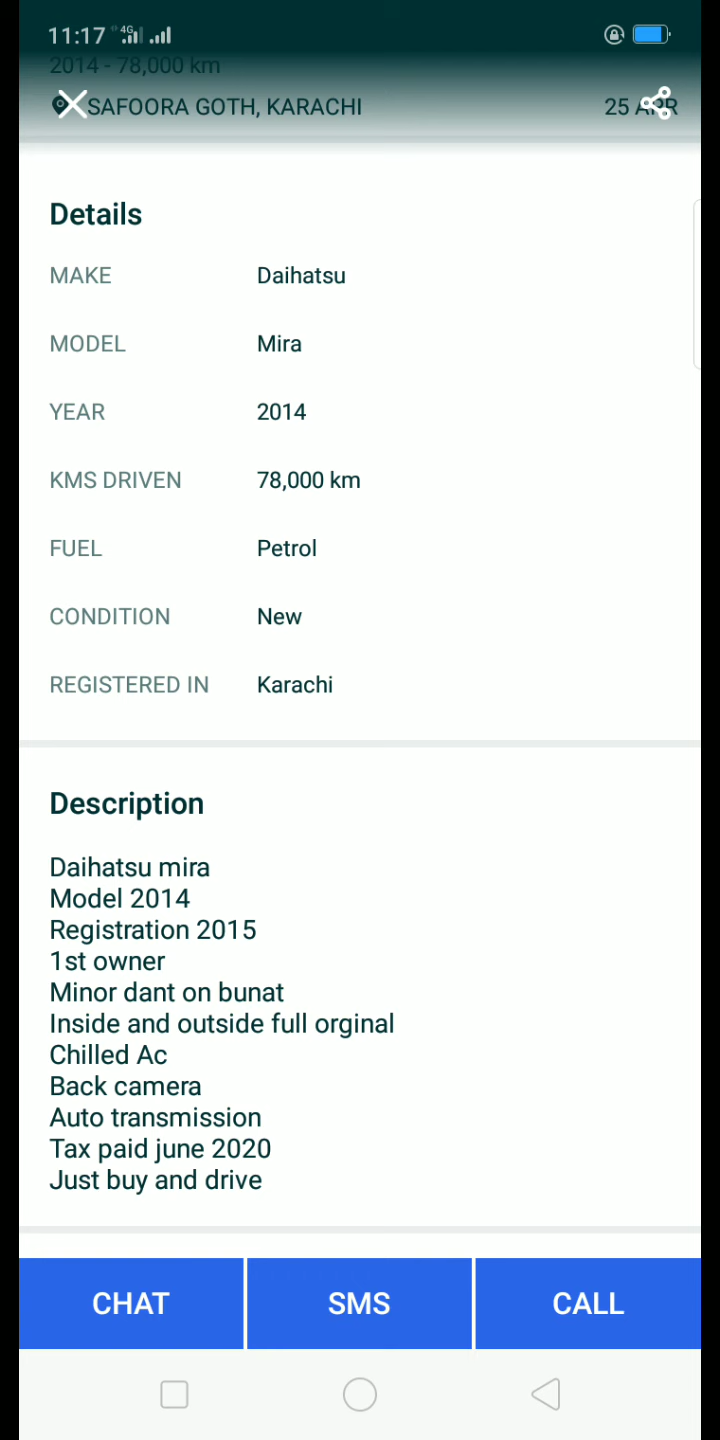 11:17 4G
2014 - 78,000 km
SAFOORA GOTH, KARACHI 25 APR
Details
MAKE Daihatsu
MODEL Mira
YEAR 2014
KMS DRIVEN 78,000 km
FUEL Petrol
CONDITION New
REGISTERED IN Karachi
Description
Daihatsu mira
Model 2014
Registration 2015
1st owner
Minor dant on bunat
Inside and outside full orginal
Chilled Ac
Back camera
Auto transmission
Tax paid june 2020
Just buy and drive
CHAT SMS CALL